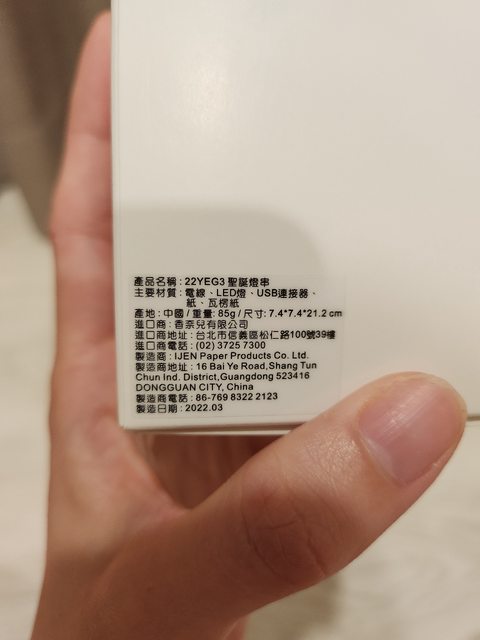 產品名稱 : 22YEG3 聖誕燈串
主要材質 : 電線、LED燈、USB連接器、
紙、瓦楞紙
產地: 中國 / 重量: 85g / 尺寸: 7.4*7.4*21.2 cm
進口商 : 香奈兒有限公司
進口商地址: 台北市信義區松仁路100號39樓
進口商電話 : (02) 3725 7300
製造商 : IJEN Paper Products Co. Ltd.
製造商地址: 16 Bai Ye Road,Shang Tun
Chun Ind. District,Guangdong 523416
DONGGUAN CITY, China
製造商電話 : 86-769 8322 2123
製造日期 : 2022.03